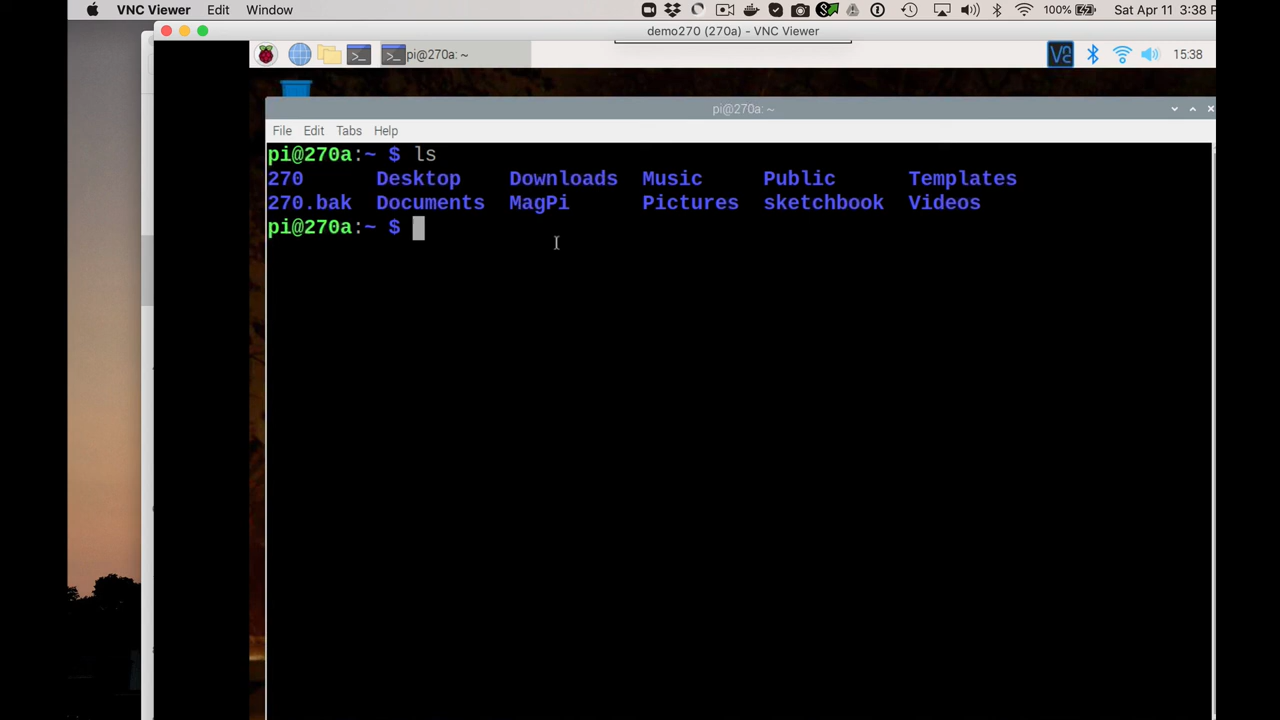 VNC Viewer Edit Window 100% Sat Apr 11 3:38 P
demo270 (270a) - VNC Viewer
pi@270a: ~ 15:38
pi@270a: ~
File Edit Tabs Help
pi@270a:~ $ ls
270 Desktop Downloads Music Public Templates
270.bak Documents MagPi Pictures sketchbook Videos
pi@270a:~ $